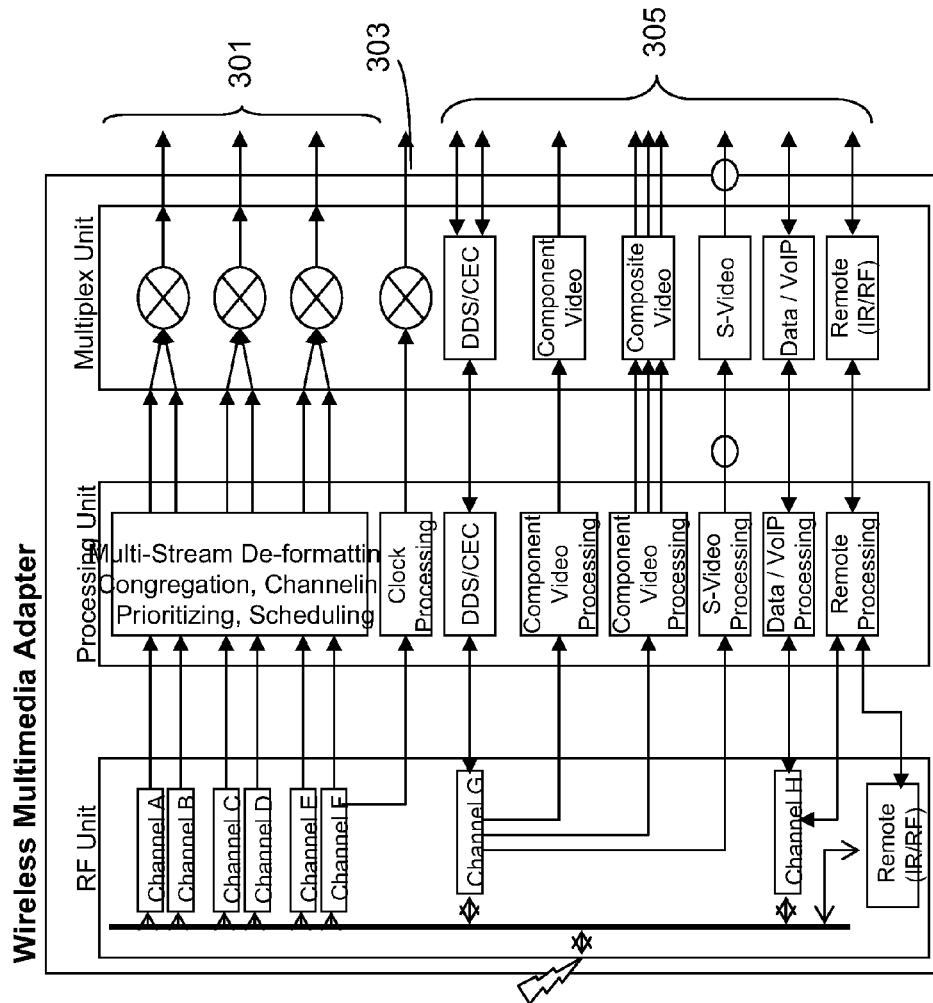 Wireless Multimedia Adapter
RF Unit
Processing Unit
Multiplex Unit
Channel A
Channel B
Channel C
Channel D
Channel E
Channel F
Channel G
Channel H
Remote
(IR/RF)
Multi-Stream De-formattin
Congregation, Channelin
Prioritizing, Scheduling
Clock
Processing
DDS/CEC
Component
Video
Processing
Component
Video
Processing
S-Video
Processing
Data / VoIP
Processing
Remote
Processing
DDS/CEC
Component
Video
Composite
Video
S-Video
Data / VoIP
Remote
(IR/RF)
301
303
305